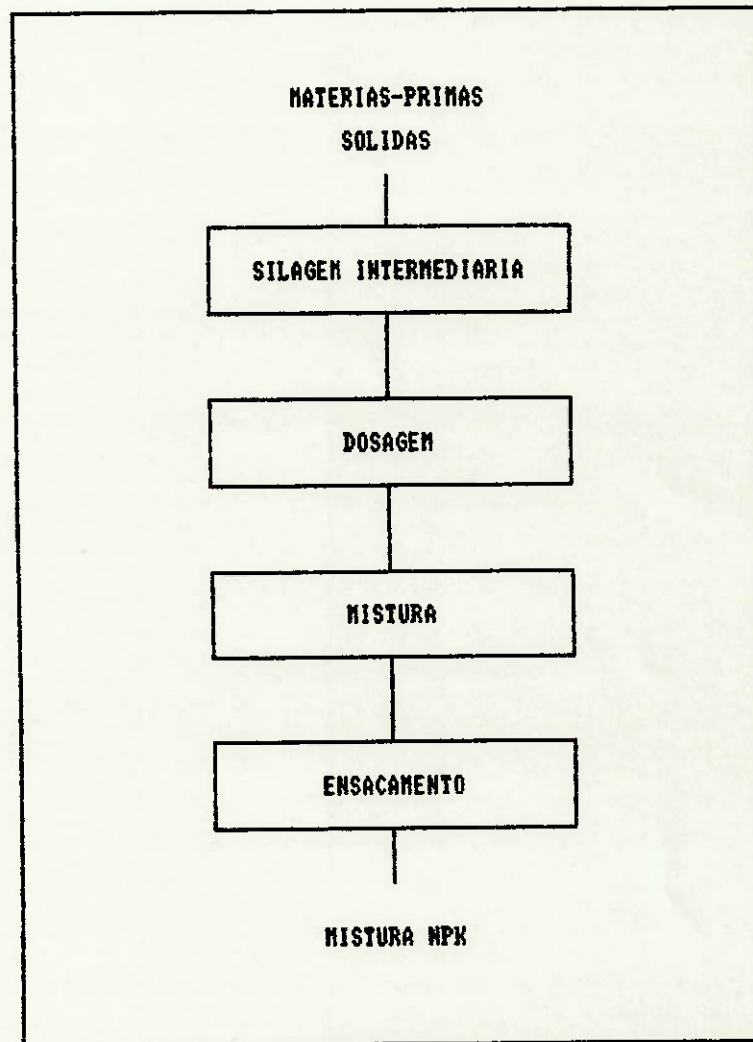 MATERIAS-PRIMAS
SOLIDAS
SILAGEM INTERMEDIARIA
DOSAGEM
MISTURA
ENSACAMENTO
MISTURA NPK